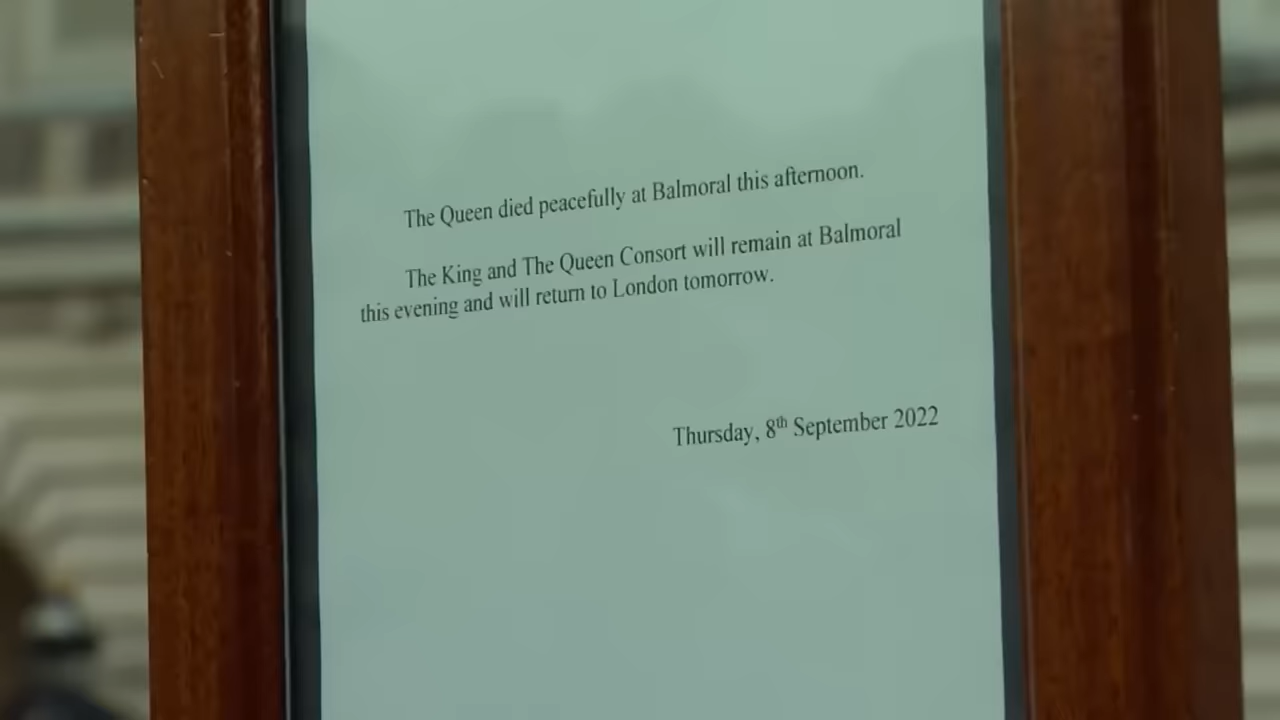 The Queen died peacefully at Balmoral this afternoon.
The King and The Queen Consort will remain at Balmoral
this evening and will return to London tomorrow.
Thursday, 8th September 2022